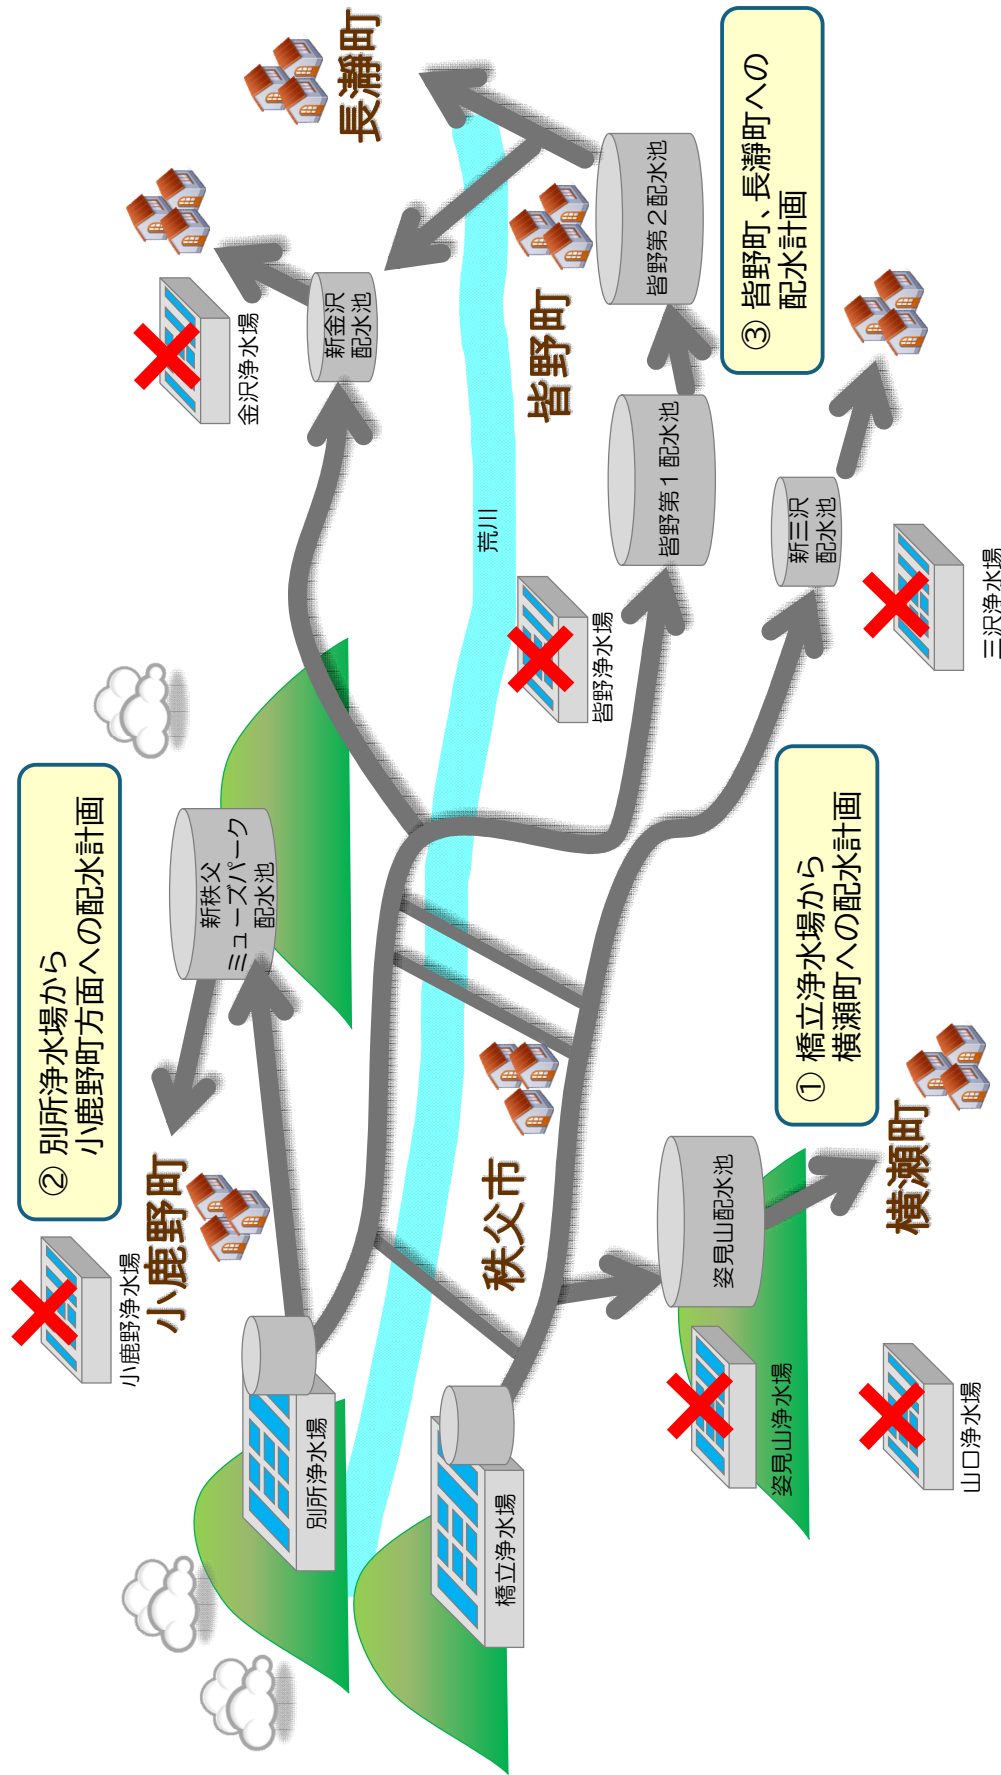 ② 別所浄水場から
小鹿野町方面への配水計画
小鹿野浄水場
小鹿野町
新秩父
ミューズパーク
配水池
金沢浄水場
新金沢
配水池
長瀞町
別所浄水場
荒川
橋立浄水場
秩父市
皆野浄水場
皆野町
皆野第1配水池
皆野第2配水池
③ 皆野町、長瀞町への
配水計画
姿見山配水池
姿見山浄水場
① 橋立浄水場から
横瀬町への配水計画
新三沢
配水池
横瀬町
山口浄水場
三沢浄水場